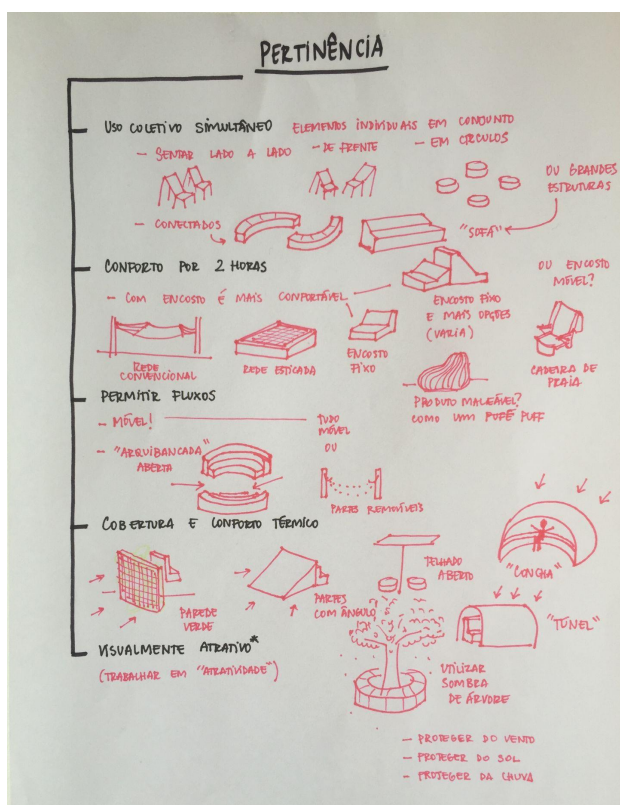 PERTINÊNCIA
USO COLETIVO SIMULTÂNEO ELEMENTOS INDIVIDUAIS EM CONJUNTO
- SENTAR LADO A LADO - DE FRENTE - EM CÍRCULOS
OU GRANDES
ESTRUTURAS
- CONECTADOS
"SOFÁ"
CONFORTO POR 2 HORAS
OU ENCOSTO
MÓVEL?
- COM ENCOSTO É MAIS CONFORTÁVEL
ENCOSTO FIXO
E MAIS OPÇÕES
(VARIA)
REDE
CONVENCIONAL
REDE ESTICADA
ENCOSTO
FIXO
CADEIRA DE
PRAIA
PERMITIR FLUXOS
PRODUTO MALEÁVEL?
COMO UM PUFÊ PUFF
- MÓVEL!
TUDO
MÓVEL
OU
- "ARQUIBANCADA"
ABERTA
PARTES REMOVÍVEIS
COBERTURA E CONFORTO TÉRMICO
"CONCHA"
TELHADO
ABERTO
PARTES
COM ÂNGULO
PAREDE
VERDE
"TÚNEL"
VISUALMENTE ATRATIVO*
(TRABALHAR EM "ATRATIVIDADE")
UTILIZAR
SOMBRA
DE ÁRVORE
- PROTEGER DO VENTO
- PROTEGER DO SOL
- PROTEGER DA CHUVA